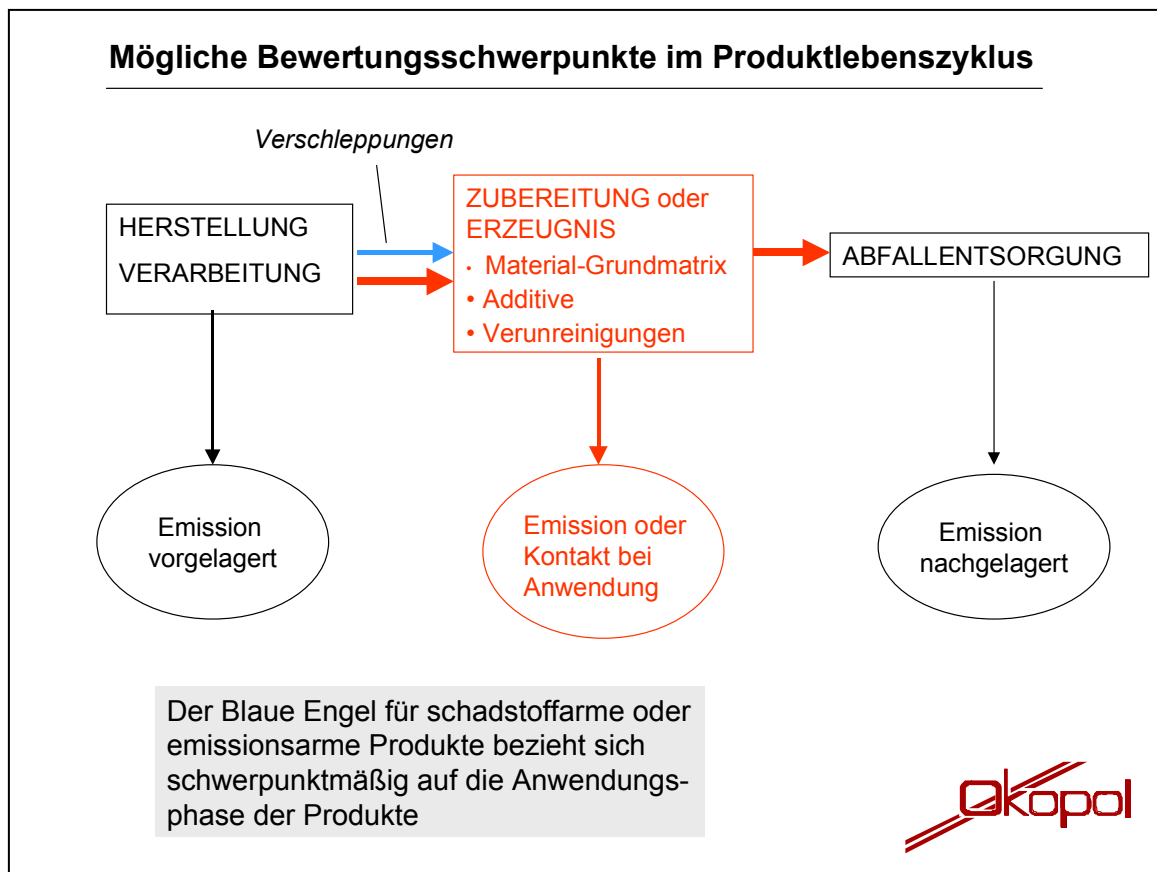 Mögliche Bewertungsschwerpunkte im Produktlebenszyklus
Verschleppungen
HERSTELLUNG
VERARBEITUNG
ZUBEREITUNG oder
ERZEUGNIS
• Material-Grundmatrix
• Additive
• Verunreinigungen
ABFALLENTSORGUNG
Emission
vorgelagert
Emission oder
Kontakt bei
Anwendung
Emission
nachgelagert
Der Blaue Engel für schadstoffarme oder
emissionsarme Produkte bezieht sich
schwerpunktmäßig auf die Anwendungs-
phase der Produkte
Ökopol